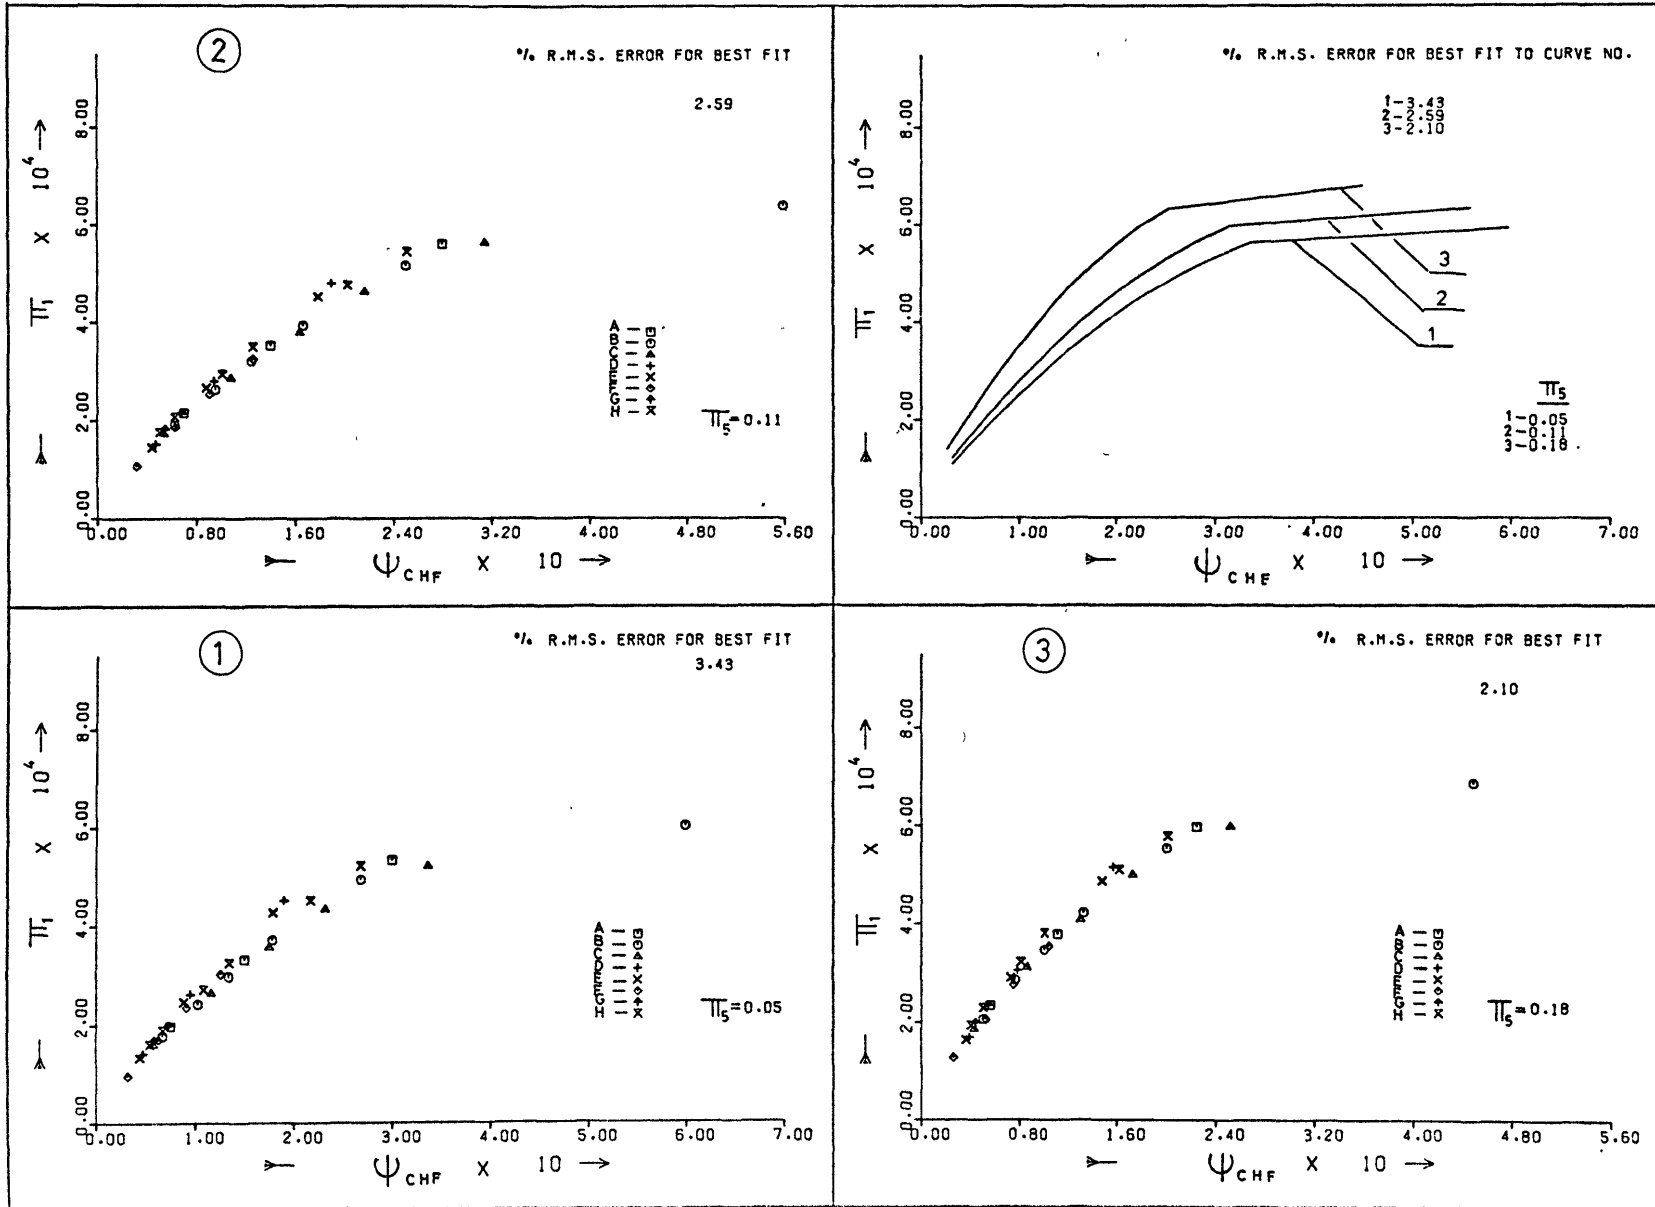 2
% R.M.S. ERROR FOR BEST FIT
2.59
8.00
6.00
4.00
2.00
0.00
Π1 X 10^4 →
A — 
B — 
C — 
D — 
E — 
F — 
G — 
H — 
Π5=0.11
0.00 0.80 1.60 2.40 3.20 4.00 4.80 5.60
ΨCHF X 10 →
% R.M.S. ERROR FOR BEST FIT TO CURVE NO.
1-3.43
2-2.59
3-2.10
8.00
6.00
4.00
2.00
0.00
Π1 X 10^4 →
3
2
1
Π5
1-0.05
2-0.11
3-0.18
0.00 1.00 2.00 3.00 4.00 5.00 6.00 7.00
ΨCHF X 10 →
1
% R.M.S. ERROR FOR BEST FIT
3.43
8.00
6.00
4.00
2.00
0.00
Π1 X 10^4 →
A — 
B — 
C — 
D — 
E — 
F — 
G — 
H — 
Π5=0.05
0.00 1.00 2.00 3.00 4.00 5.00 6.00 7.00
ΨCHF X 10 →
3
% R.M.S. ERROR FOR BEST FIT
2.10
8.00
6.00
4.00
2.00
0.00
Π1 X 10^4 →
A — 
B — 
C — 
D — 
E — 
F — 
G — 
H — 
Π5=0.18
0.00 0.80 1.60 2.40 3.20 4.00 4.80 5.60
ΨCHF X 10 →